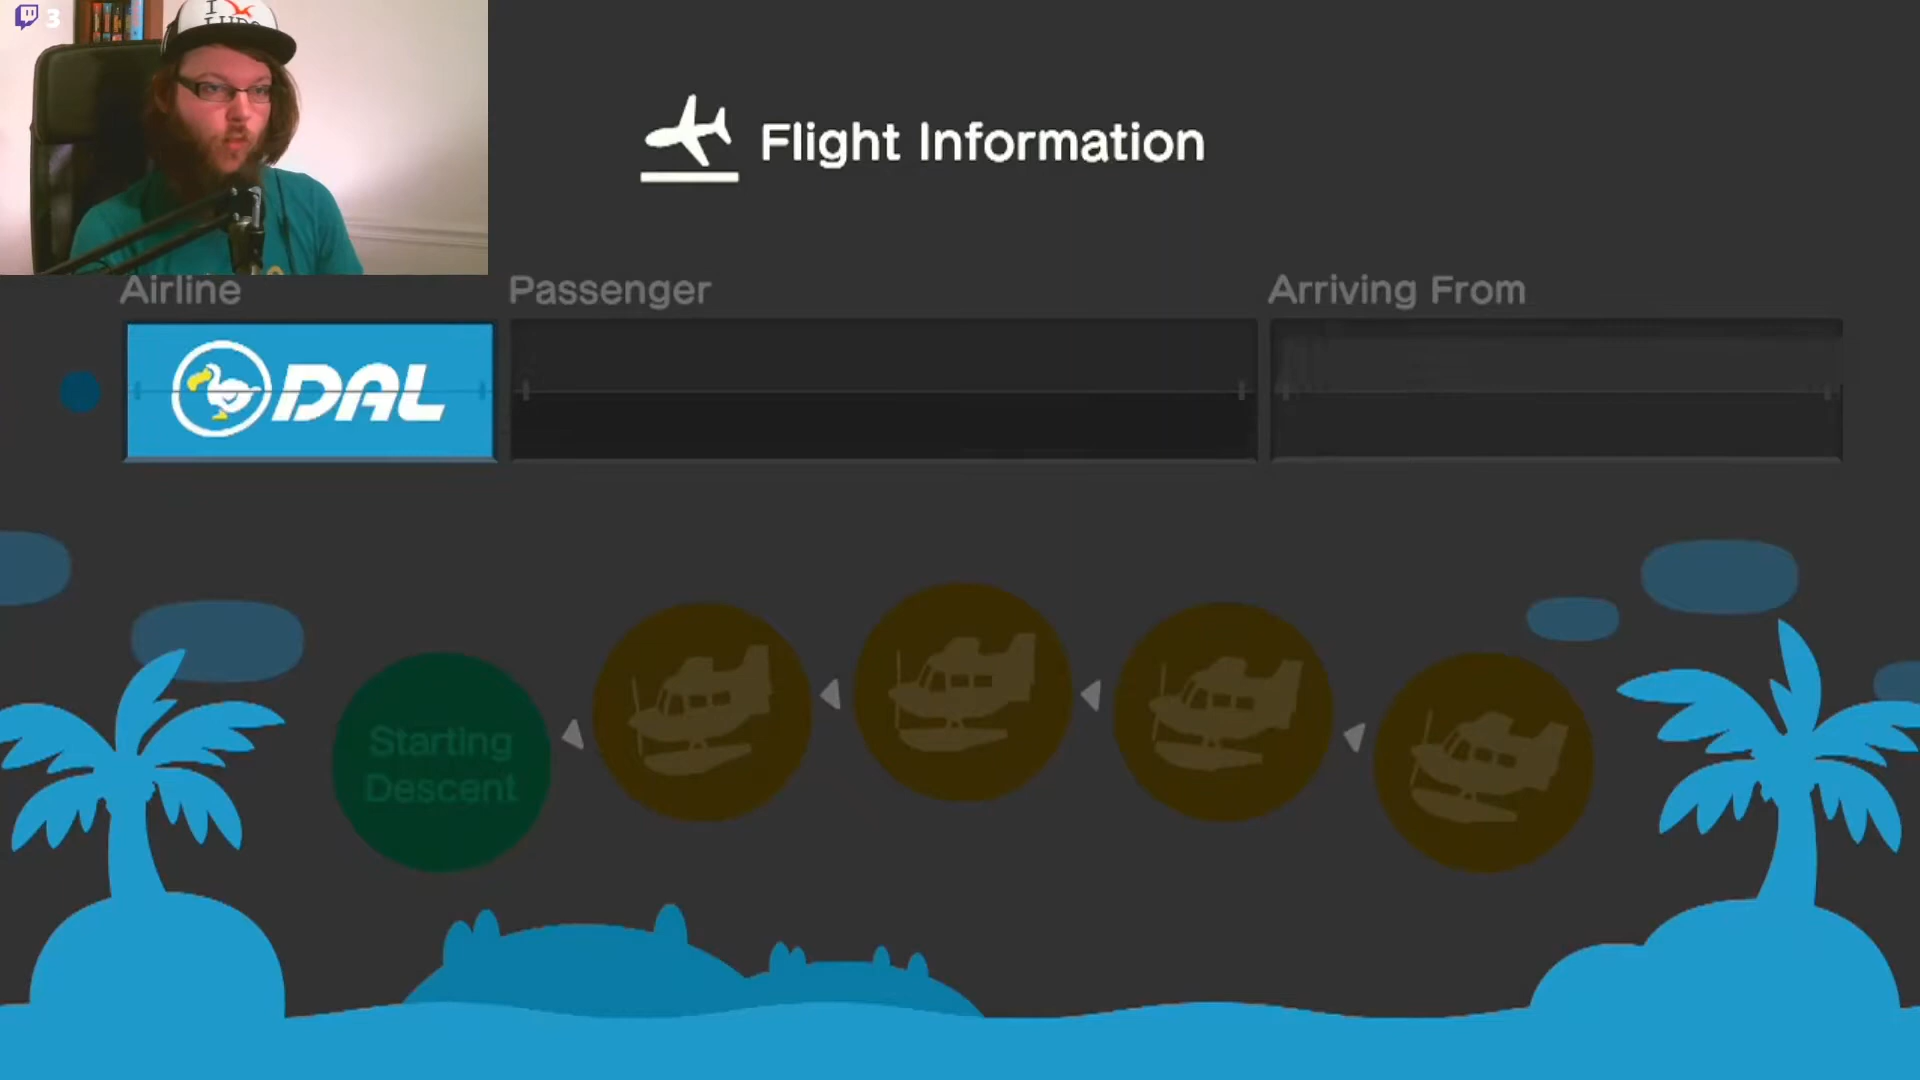 3
I
Flight Information
Airline
Passenger
Arriving From
DAL
Starting
Descent